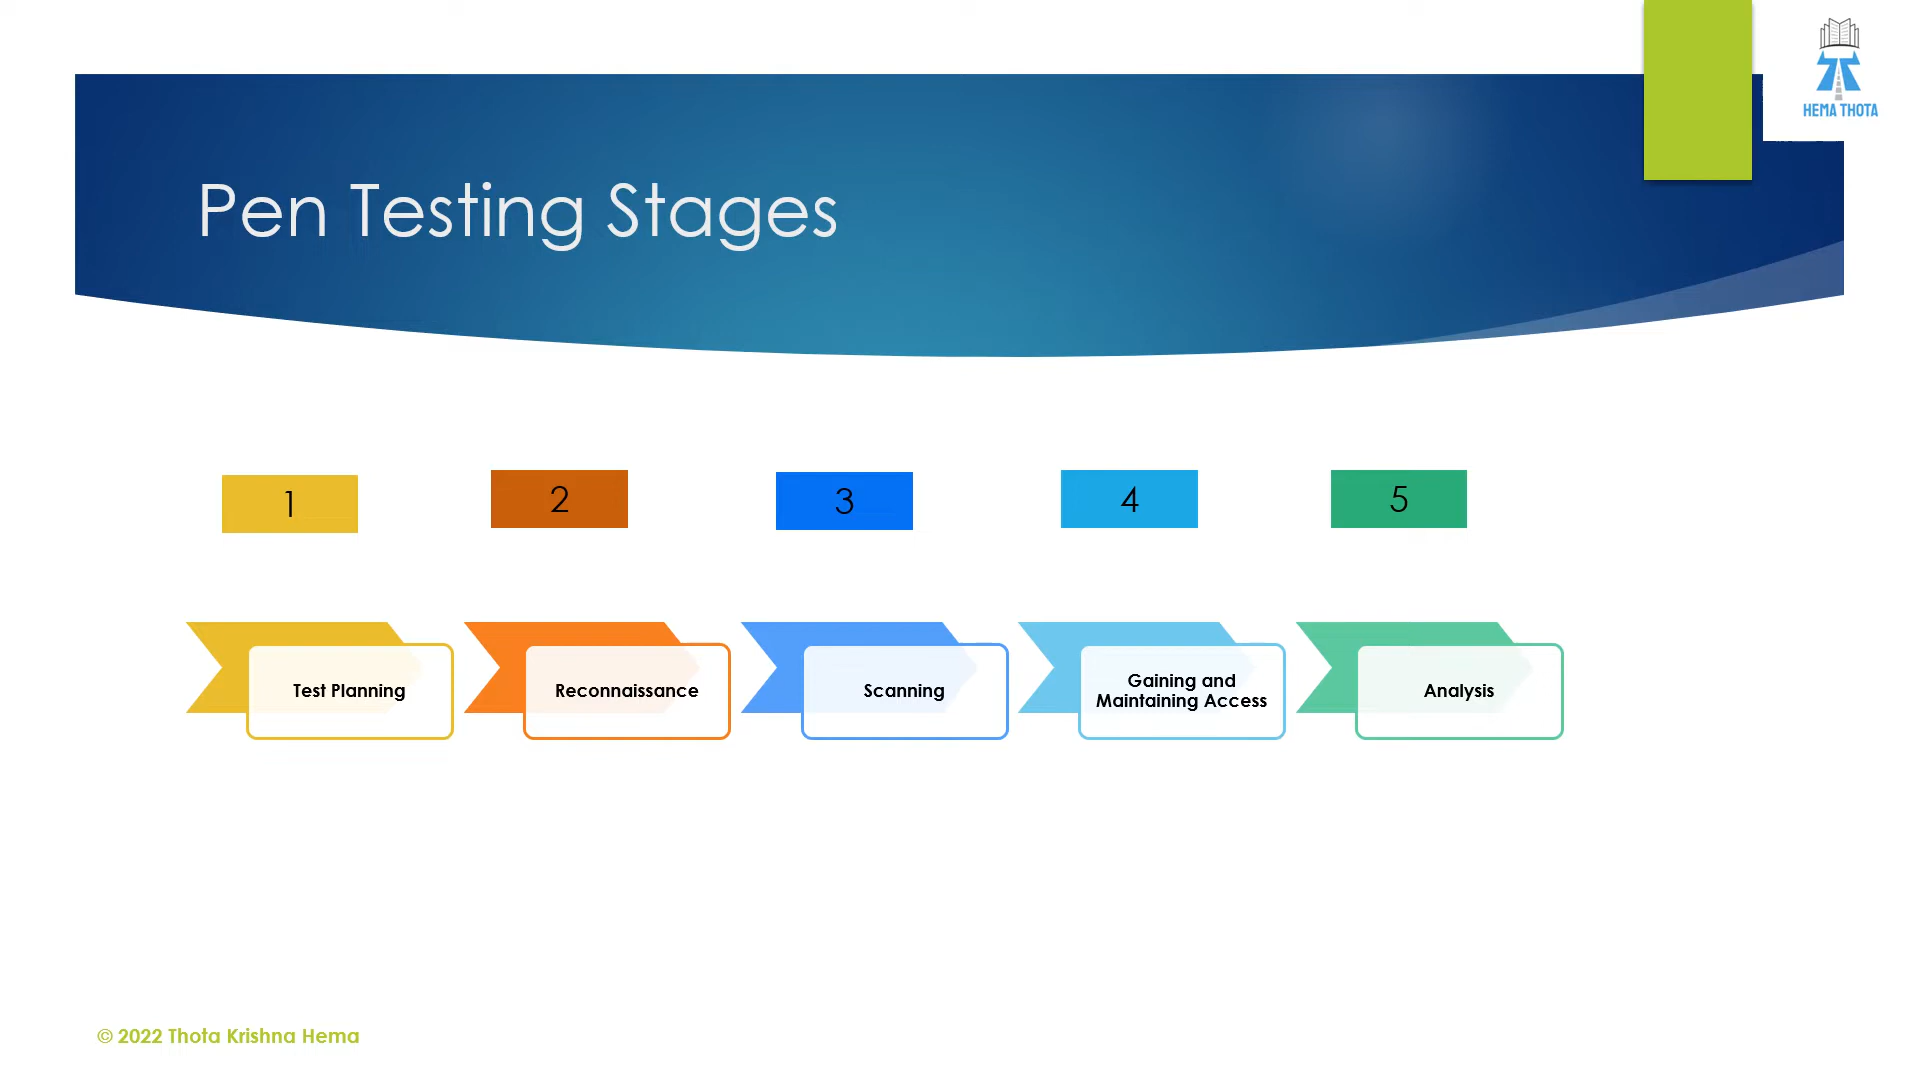 HEMA THOTA
Pen Testing Stages
1
2
3
4
5
Test Planning
Reconnaissance
Scanning
Gaining and
Maintaining Access
Analysis
© 2022 Thota Krishna Hema